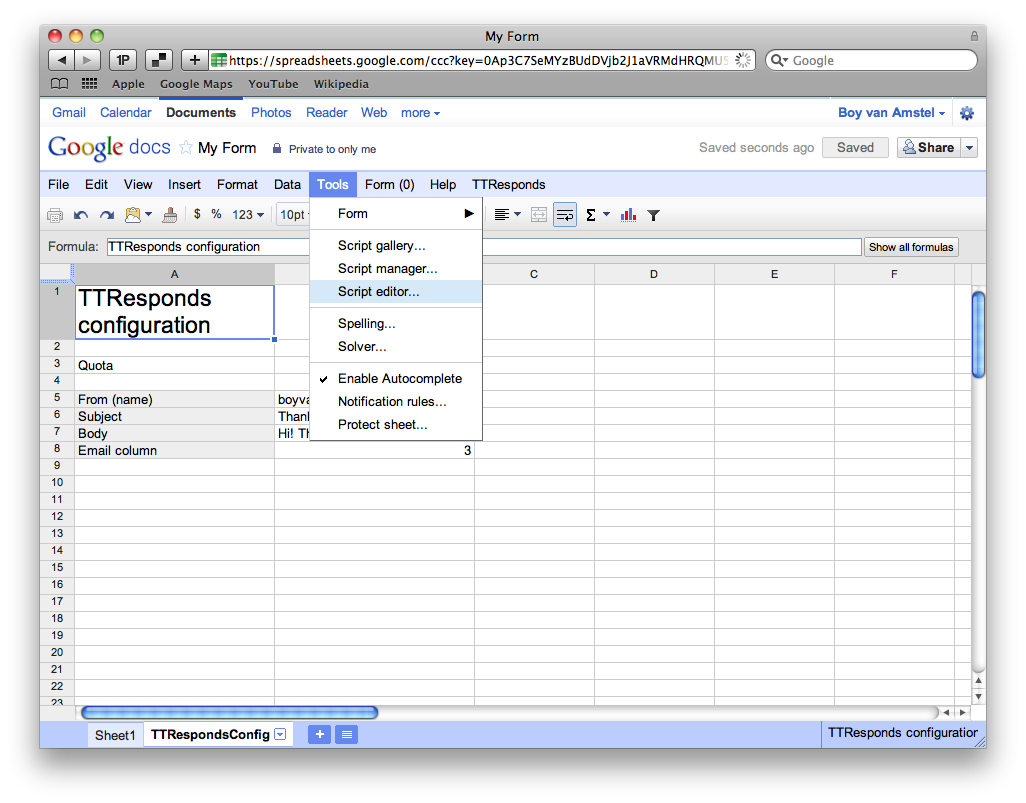 My Form
1P
+ https://spreadsheets.google.com/ccc?key=0Ap3C7SeMYzBUdDVjb2J1aVRMdHRQMU5
Google
Apple Google Maps YouTube Wikipedia
Gmail Calendar Documents Photos Reader Web more
Boy van Amstel
Google docs My Form Private to only me
Saved seconds ago Saved Share
File Edit View Insert Format Data Tools Form (0) Help TTResponds
$ % 123 10pt Σ
Formula: TTResponds configuration Show all formulas
Form
Script gallery...
Script manager...
Script editor...
Spelling...
Solver...
Enable Autocomplete
Notification rules...
Protect sheet...
A C D E F
1 TTResponds
configuration
2
3 Quota
4
5 From (name) boyva
6 Subject Thank
7 Body Hi! Th
8 Email column 3
9
10
11
12
13
14
15
16
17
18
19
20
21
22
23
Sheet1 TTRespondsConfig + TTResponds configuration